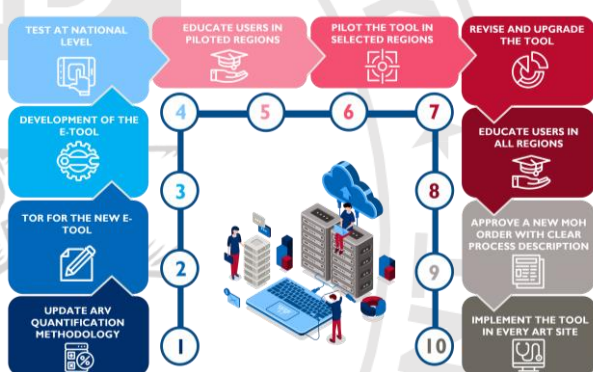 TEST AT NATIONAL
LEVEL
EDUCATE USERS IN
PILOTED REGIONS
PILOT THE TOOL IN
SELECTED REGIONS
REVISE AND UPGRADE
THE TOOL
4
5
6
7
DEVELOPMENT OF THE
E-TOOL
EDUCATE USERS IN
ALL REGIONS
3
8
TOR FOR THE NEW E-
TOOL
APPROVE A NEW MOH
ORDER WITH CLEAR
PROCESS DESCRIPTION
2
9
UPDATE ARV
QUANTIFICATION
METHODOLOGY
IMPLEMENT THE TOOL
IN EVERY ART SITE
1
10